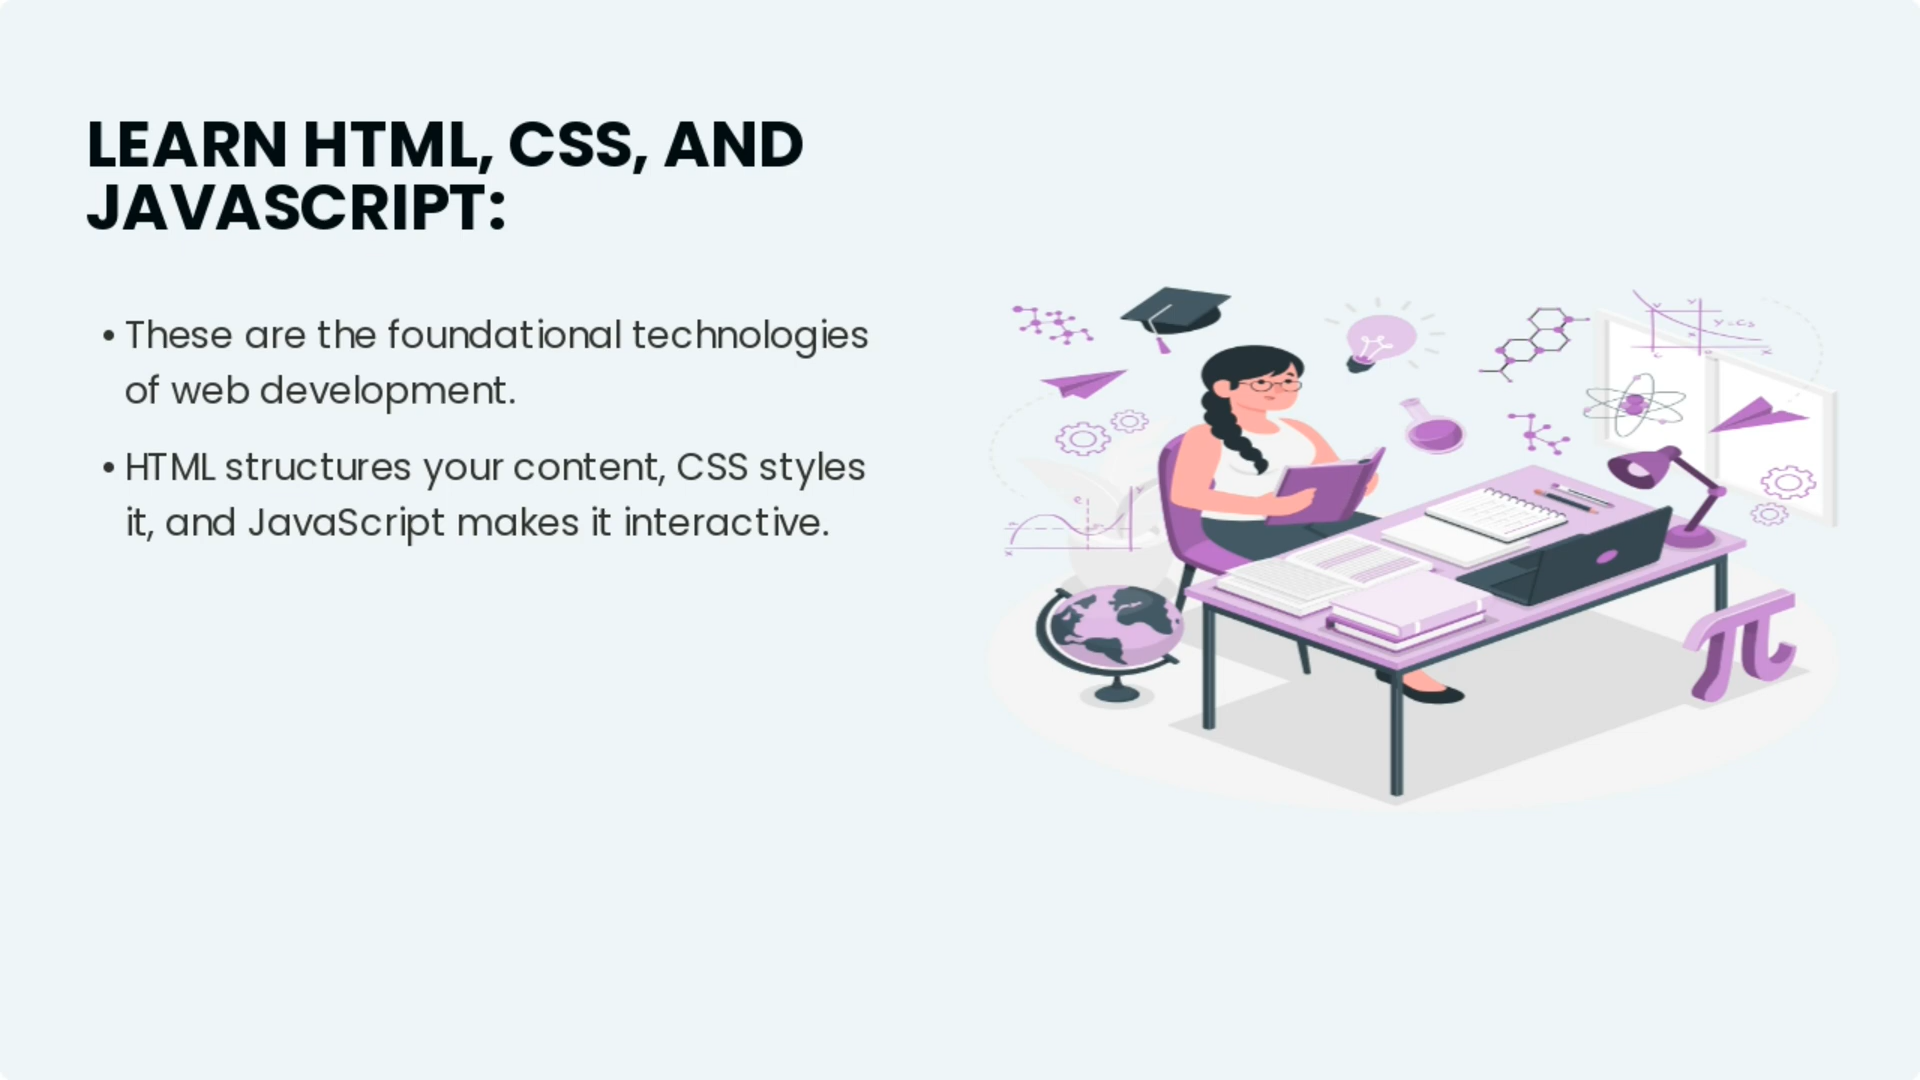 LEARN HTML, CSS, AND
JAVASCRIPT:
• These are the foundational technologies
of web development.
• HTML structures your content, CSS styles
it, and JavaScript makes it interactive.